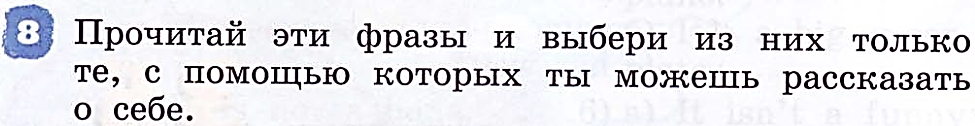 8 Прочитай эти фразы и выбери из них только
те, с помощью которых ты можешь рассказать
о себе.